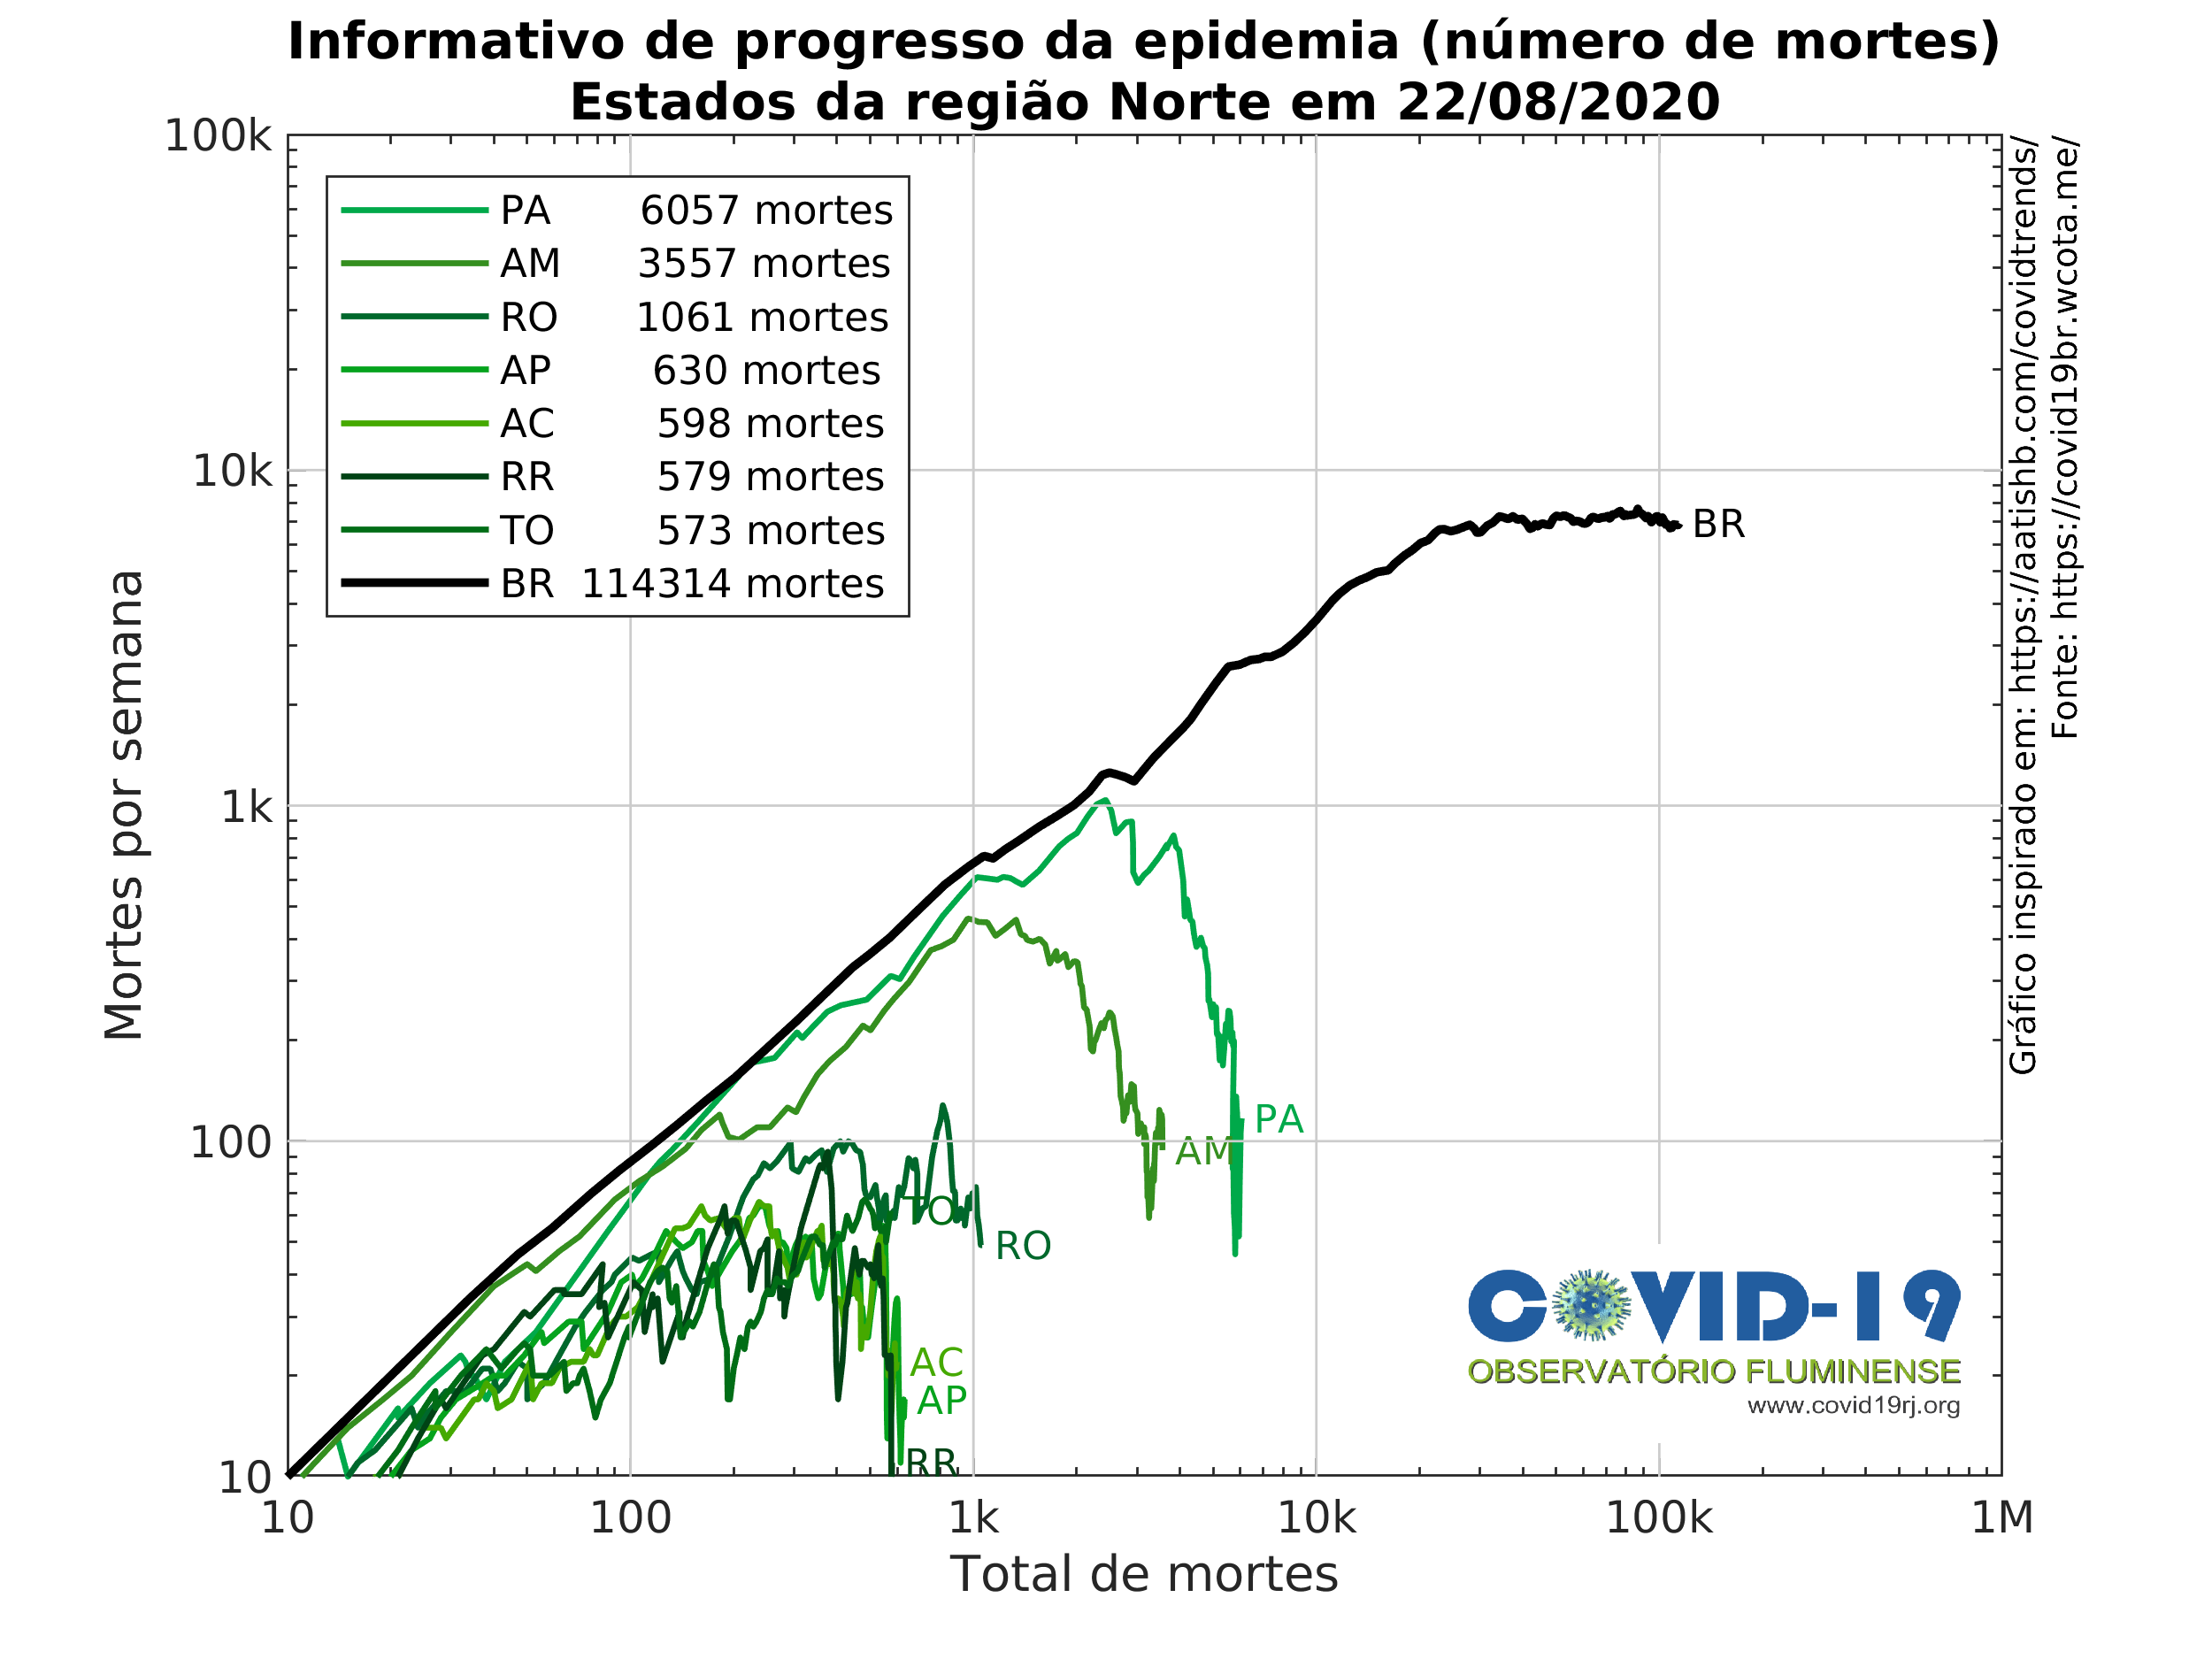 Informativo de progresso da epidemia (número de mortes)
Estados da região Norte em 22/08/2020
100k
10k
1k
100
10
Mortes por semana
PA 6057 mortes
AM 3557 mortes
RO 1061 mortes
AP 630 mortes
AC 598 mortes
RR 579 mortes
TO 573 mortes
BR 114314 mortes
BR
PA
AM
TO
RO
AC
AP
RR
10 100 1k 10k 100k 1M
Total de mortes
Gráfico inspirado em: https://aatishb.com/covidtrends/
Fonte: https://covid19br.wcota.me/
COVID-19
OBSERVATÓRIO FLUMINENSE
www.covid19rj.org